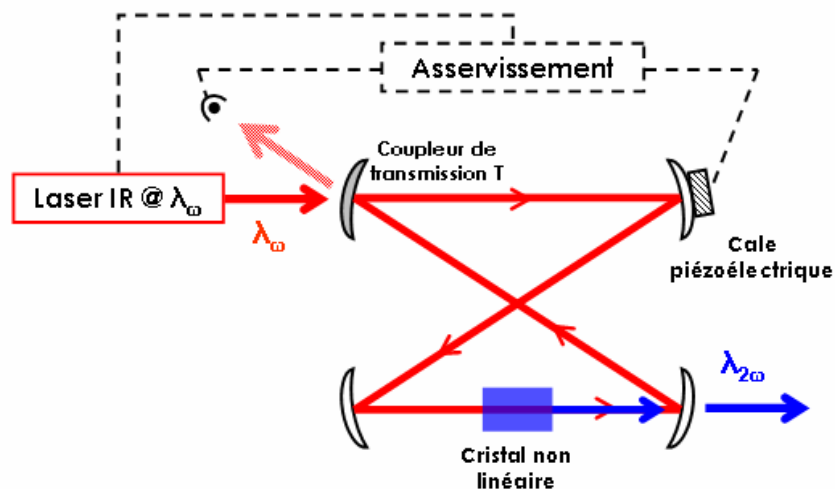 Asservissement
Coupleur de
transmission T
Laser IR @ λω
λω
Cale
piézoélectrique
λ2ω
Cristal non
linéaire